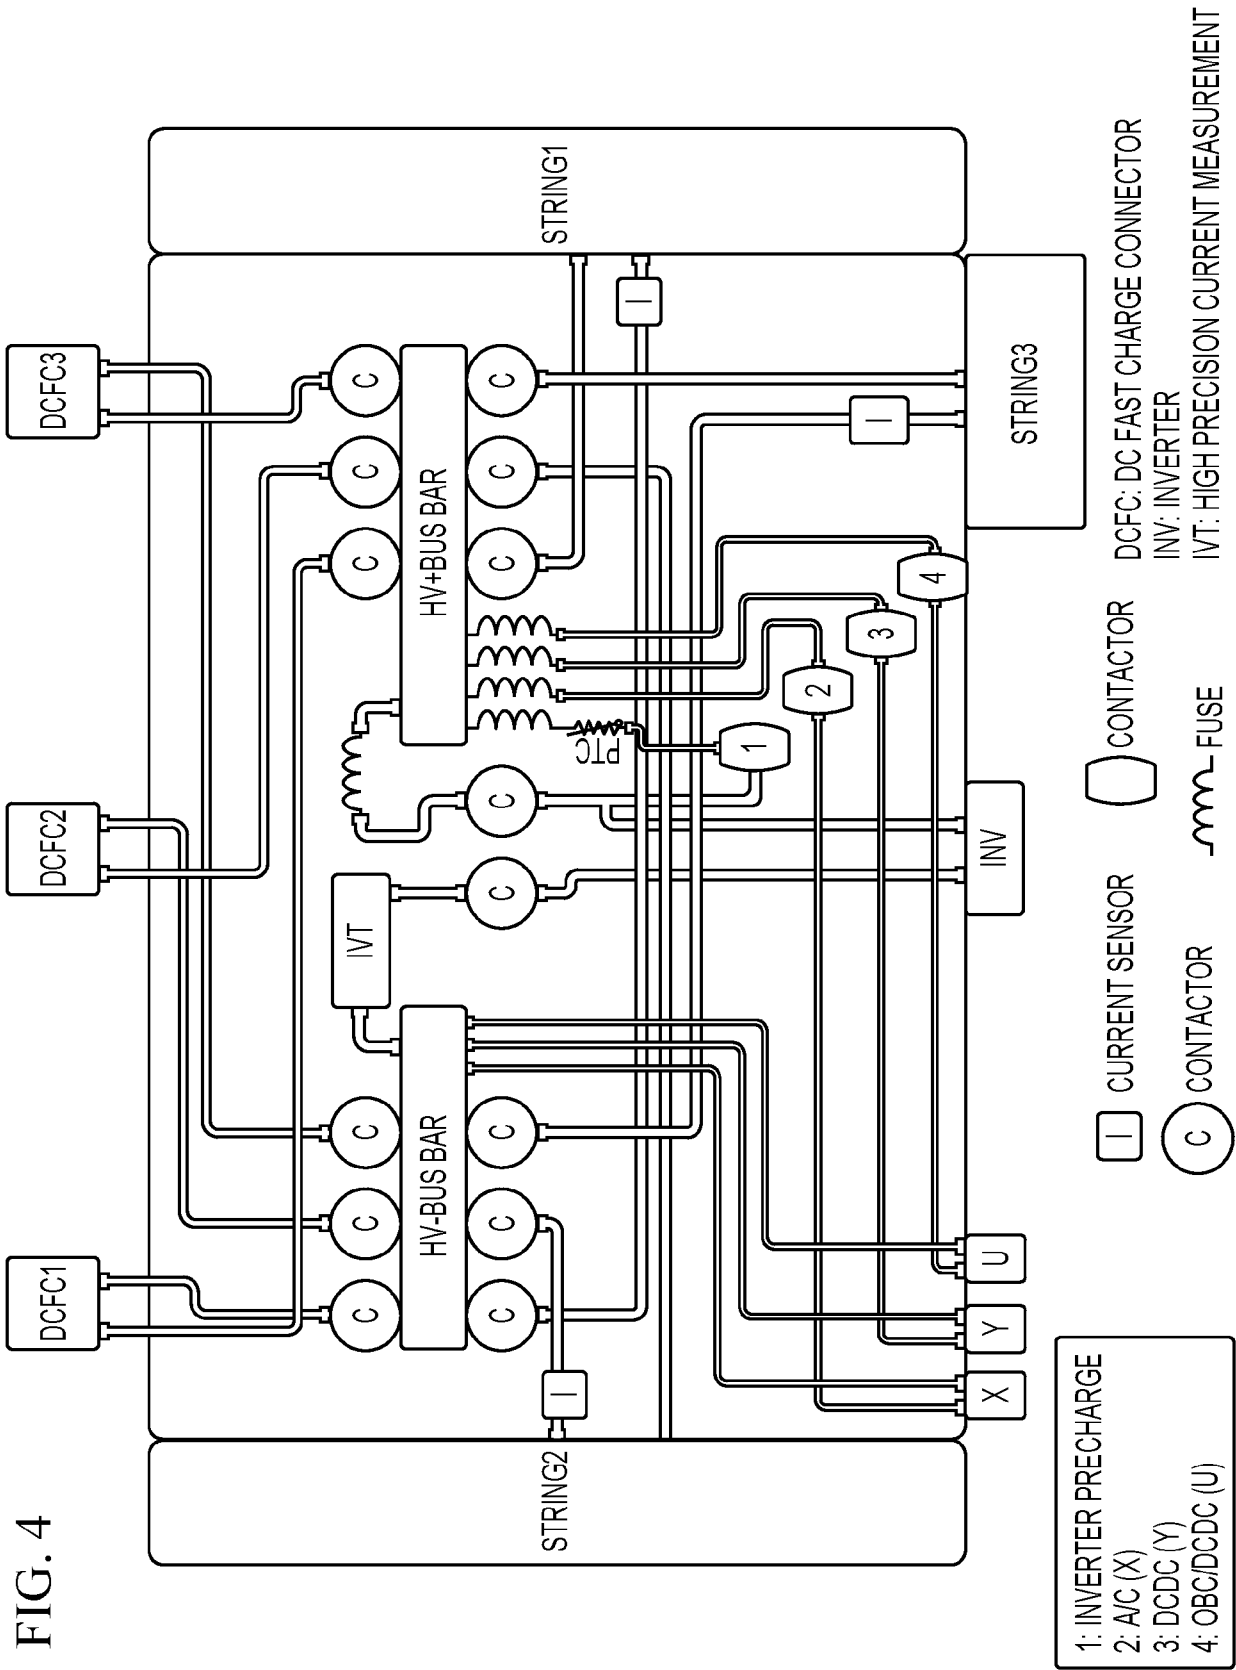 FIG. 4
DCFC1
DCFC2
DCFC3
STRING2
STRING1
C
C
C
C
C
C
IVT
HV-BUS BAR
HV+BUS BAR
C
C
C
C
C
C
C
C
I
I
PTC
1
2
3
4
I
X
Y
U
INV
STRING3
1: INVERTER PRECHARGE
2: A/C (X)
3: DCDC (Y)
4: OBC/DCDC (U)
I CURRENT SENSOR
CONTACTOR
C CONTACTOR
FUSE
DCFC: DC FAST CHARGE CONNECTOR
INV: INVERTER
IVT: HIGH PRECISION CURRENT MEASUREMENT